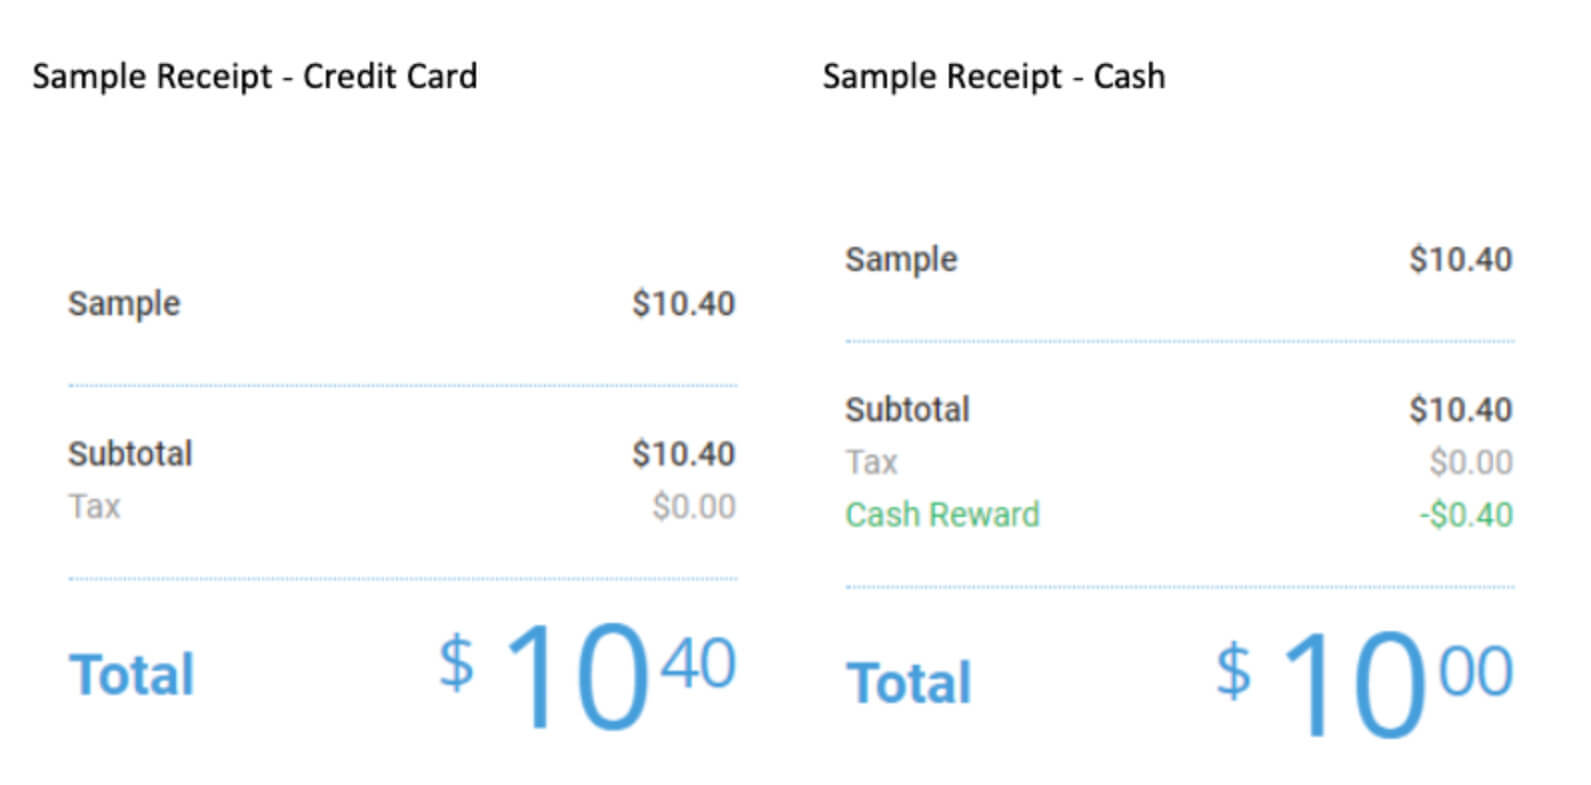 Sample Receipt - Credit Card
Sample $10.40
Subtotal $10.40
Tax $0.00
Total $ 10 40
Sample Receipt - Cash
Sample $10.40
Subtotal $10.40
Tax $0.00
Cash Reward -$0.40
Total $ 10 00